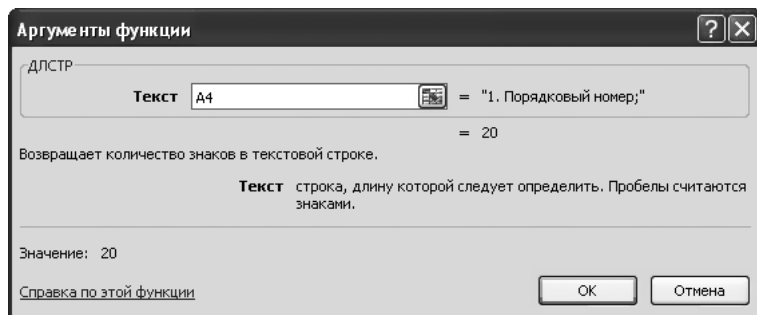 Аргументы функции
ДЛСТР
Текст A4 = "1. Порядковый номер;"
= 20
Возвращает количество знаков в текстовой строке.
Текст строка, длину которой следует определить. Пробелы считаются
знаками.
Значение: 20
Справка по этой функции
ОК
Отмена